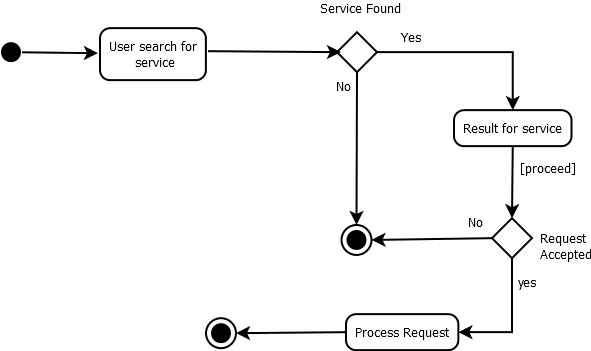 Service Found
User search for
service
Yes
No
Result for service
[proceed]
No
Request
Accepted
yes
Process Request